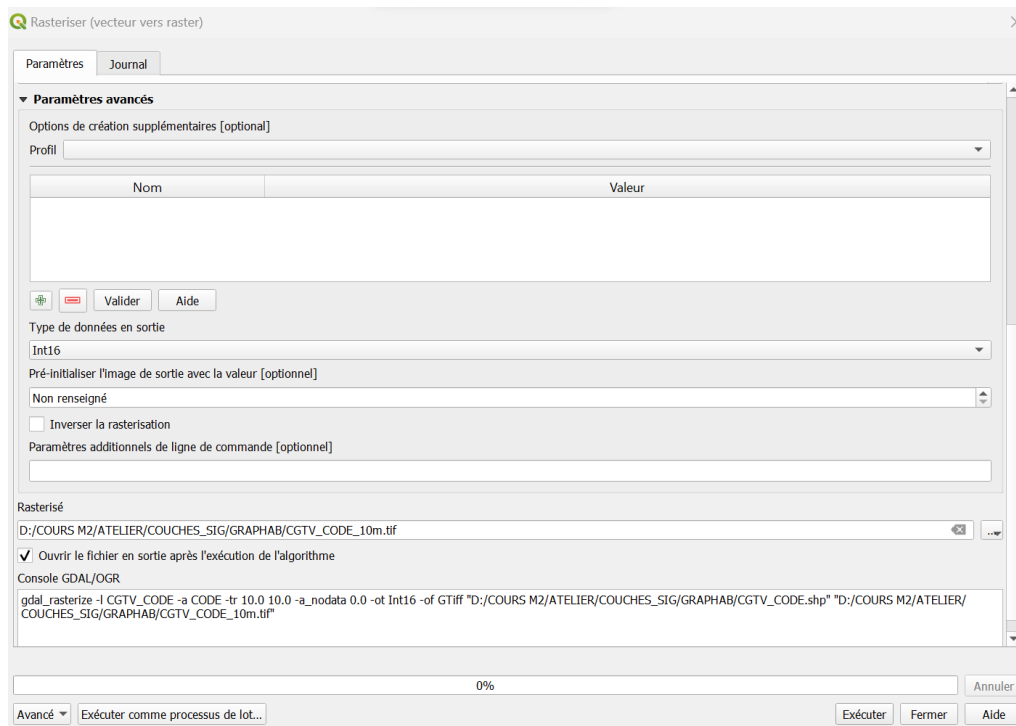 Rasteriser (vecteur vers raster)
Paramètres Journal
Paramètres avancés
Options de création supplémentaires [optional]
Profil
Nom Valeur
Valider Aide
Type de données en sortie
Int16
Pré-initialiser l'image de sortie avec la valeur [optionnel]
Non renseigné
Inverser la rasterisation
Paramètres additionnels de ligne de commande [optionnel]
Rasterisé
D:/COURS M2/ATELIER/COUCHES_SIG/GRAPHAB/CGTV_CODE_10m.tif
...
Ouvrir le fichier en sortie après l'exécution de l'algorithme
Console GDAL/OGR
gdal_rasterize -l CGTV_CODE -a CODE -tr 10.0 10.0 -a_nodata 0.0 -ot Int16 -of GTiff "D:/COURS M2/ATELIER/COUCHES_SIG/GRAPHAB/CGTV_CODE.shp" "D:/COURS M2/ATELIER/
COUCHES_SIG/GRAPHAB/CGTV_CODE_10m.tif"
0% Annuler
Avancé Exécuter comme processus de lot... Exécuter Fermer Aide